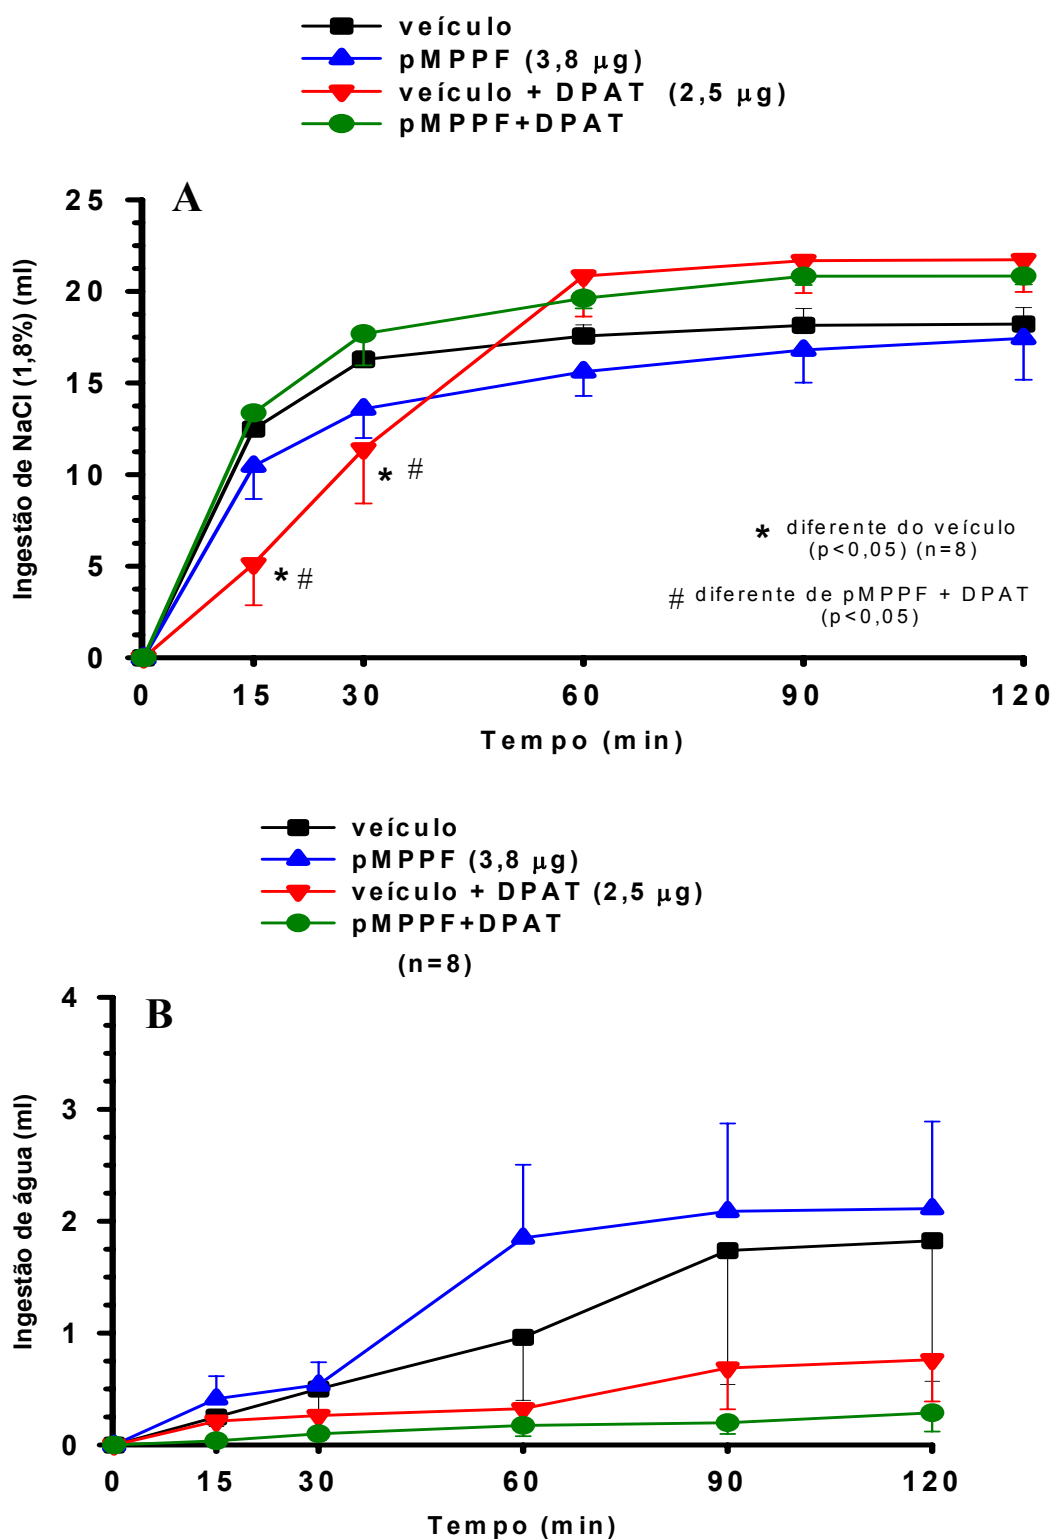 veículo
pMPPF (3,8 μg)
veículo + DPAT (2,5 μg)
pMPPF+DPAT
A
Ingestão de NaCl (1,8%) (ml)
25
20
15
10
5
0
* #
* #
* diferente do veículo
(p<0,05) (n=8)
# diferente de pMPPF + DPAT
(p<0,05)
0 15 30 60 90 120
Tempo (min)
veículo
pMPPF (3,8 μg)
veículo + DPAT (2,5 μg)
pMPPF+DPAT
(n=8)
B
Ingestão de água (ml)
4
3
2
1
0
0 15 30 60 90 120
Tempo (min)